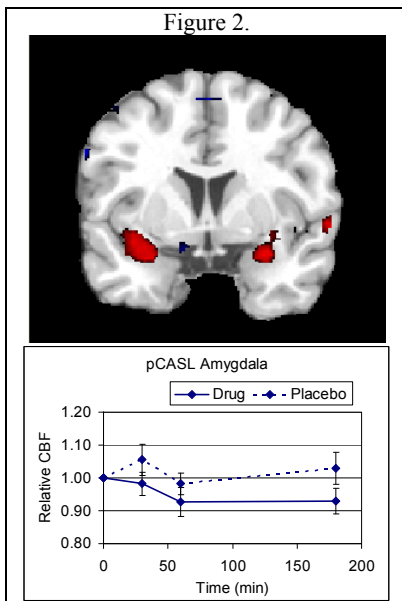 Figure 2.
pCASL Amygdala
Drug Placebo
1.20
1.10
1.00
0.90
0.80
Relative CBF
0 50 100 150 200
Time (min)